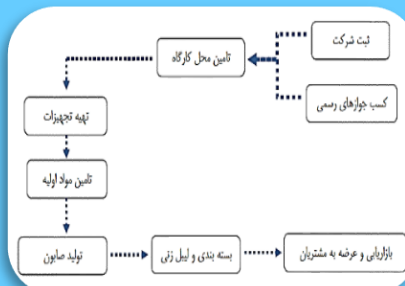 ثبت شرکت
کسب جوازهای رسمی
تامین محل کارگاه
تهیه تجهیزات
تامین مواد اولیه
تولید صابون
بسته بندی و لیبل زنی
بازاریابی و عرضه به مشتریان